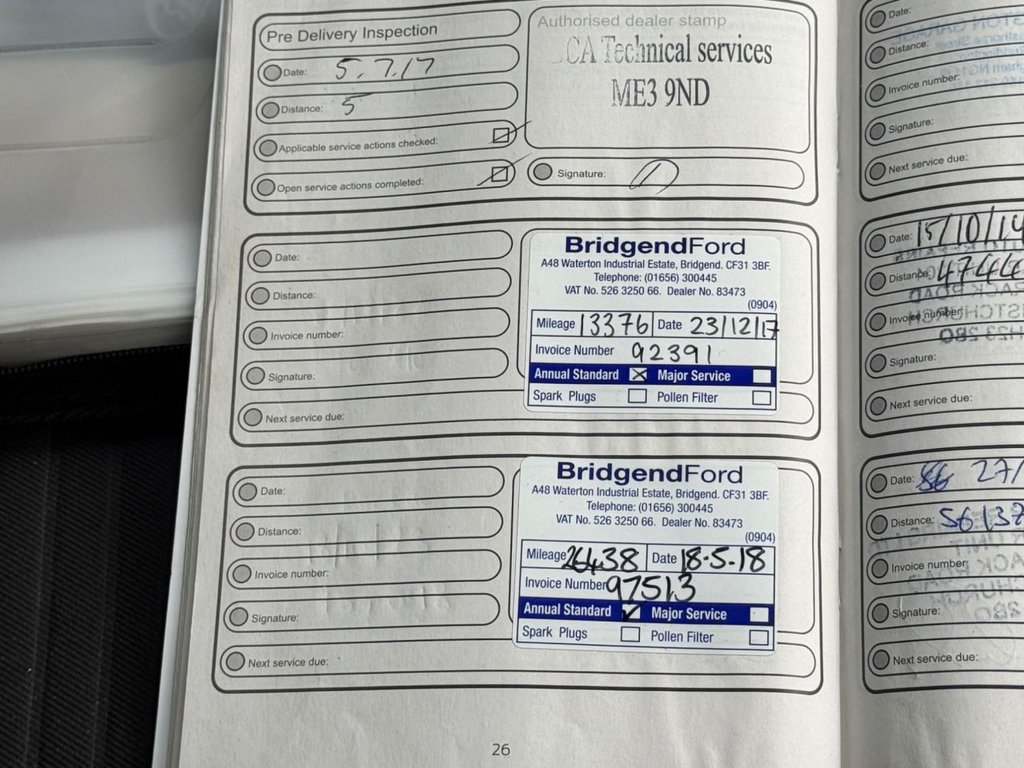 Pre Delivery Inspection
Date: 5.7.17
Distance: 5
Applicable service actions checked:
Open service actions completed:
Authorised dealer stamp
CA Technical services
ME3 9ND
Signature:
Date:
Distance:
Invoice number:
Signature:
Next service due:
BridgendFord
A48 Waterton Industrial Estate, Bridgend. CF31 3BF.
Telephone: (01656) 300445
VAT No. 526 3250 66. Dealer No. 83473
(0904)
Mileage 13376 Date 23/12/17
Invoice Number 92391
Annual Standard Major Service
Spark Plugs Pollen Filter
Date:
Distance:
Invoice number:
Signature:
Next service due:
BridgendFord
A48 Waterton Industrial Estate, Bridgend. CF31 3BF.
Telephone: (01656) 300445
VAT No. 526 3250 66. Dealer No. 83473
(0904)
Mileage 26438 Date 18-5-18
Invoice Number 97513
Annual Standard Major Service
Spark Plugs Pollen Filter
26
Date:
Distance:
Invoice number:
Signature:
Next service due:
Date: 15/10/19
Distance: 4744
Invoice number:
Signature:
Next service due:
Date: 27/
Distance: 56138
Invoice number:
Signature:
Next service due: